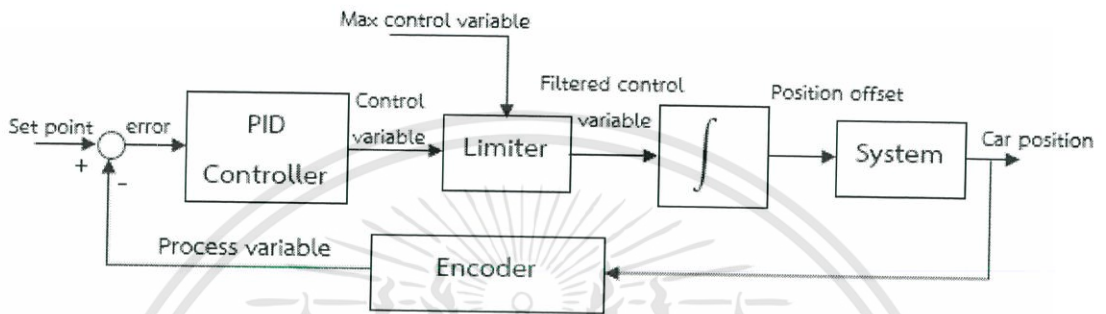 Max control variable
Set point
+
-
error
PID
Controller
Control
variable
Limiter
Filtered control
variable
∫
Position offset
System
Car position
Process variable
Encoder